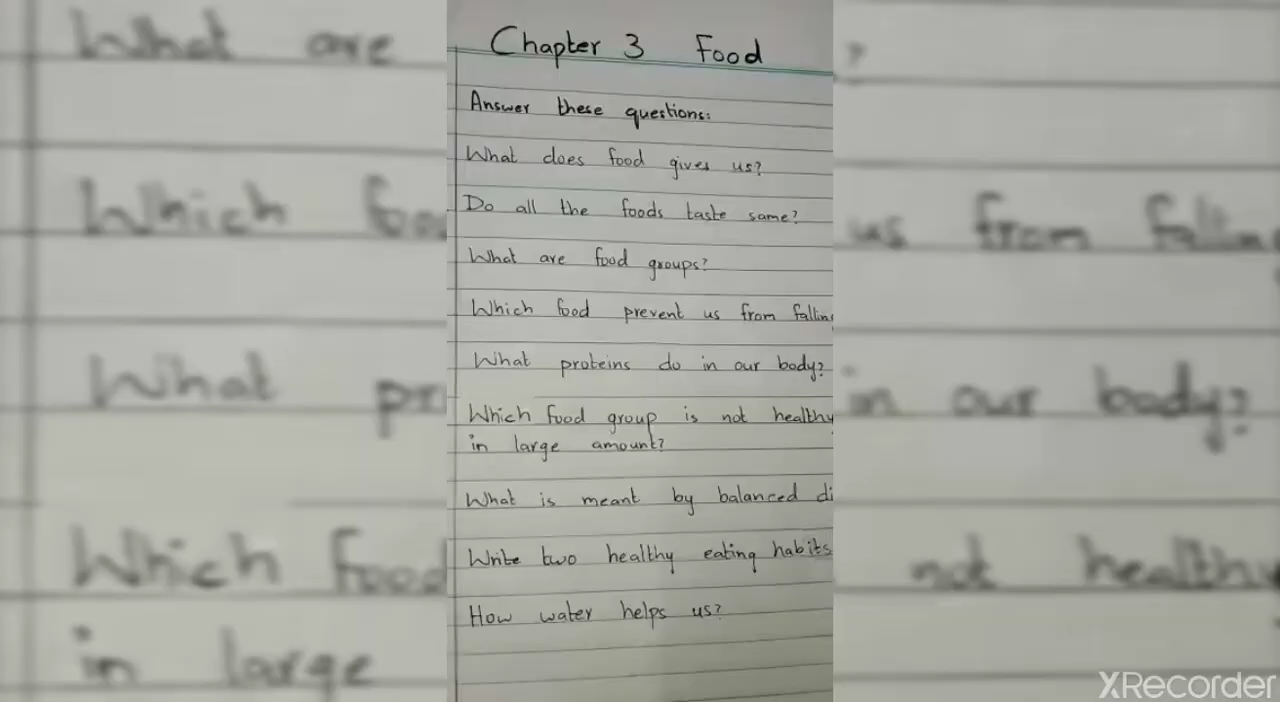 Chapter 3 Food
Answer these questions:
What does food gives us?
Do all the foods taste same?
What are food groups?
Which food prevent us from fallin
What proteins do in our body?
Which food group is not healthy
in large amount?
What is meant by balanced di
Write two healthy eating habits
How water helps us?
XRecorder